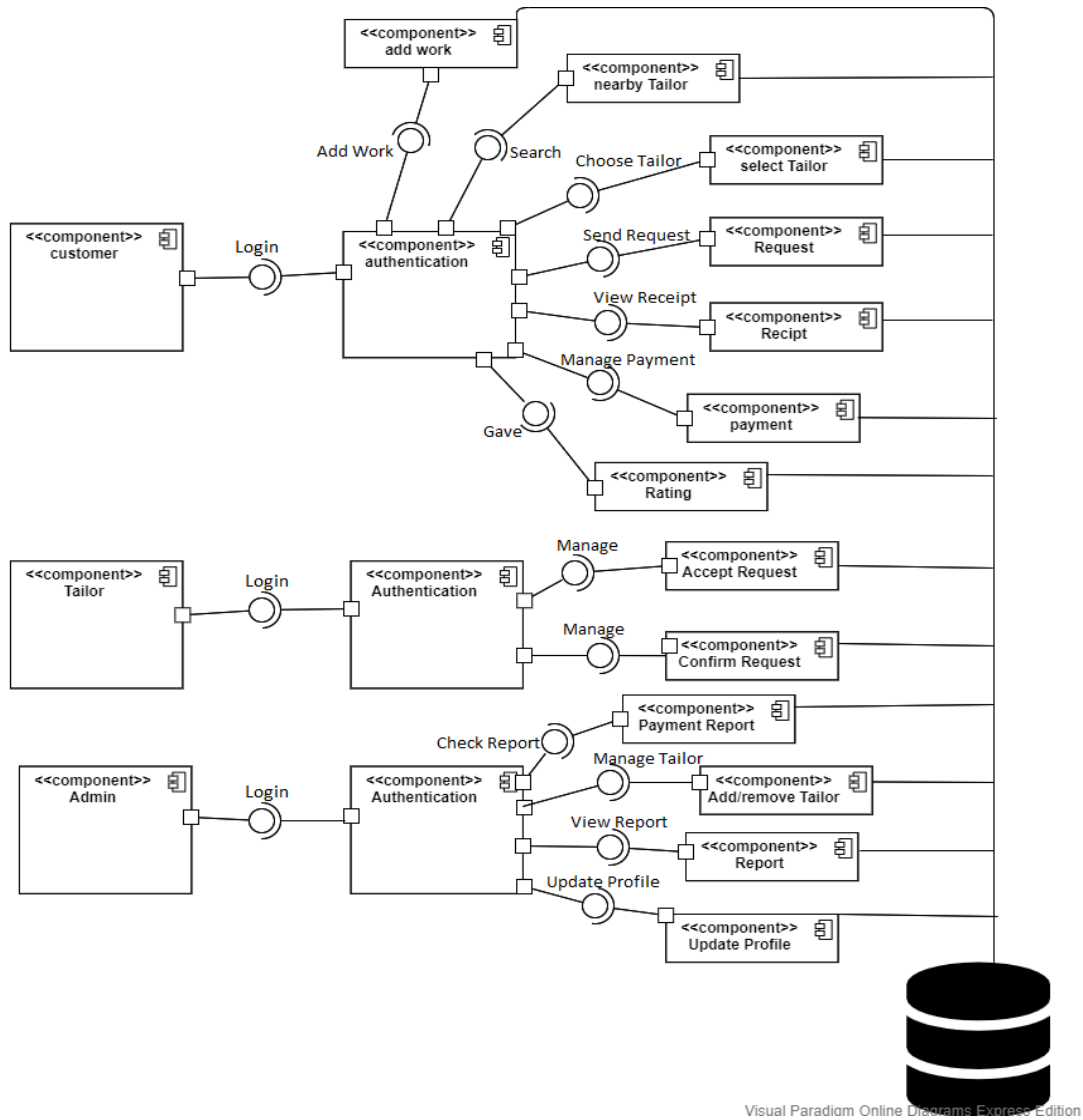 <<component>>
add work
<<component>>
nearby Tailor
Add Work
Search
Choose Tailor
<<component>>
select Tailor
<<component>>
customer
Login
<<component>>
authentication
Send Request
<<component>>
Request
View Receipt
<<component>>
Recipt
Manage Payment
<<component>>
payment
Gave
<<component>>
Rating
<<component>>
Tailor
Login
<<component>>
Authentication
Manage
<<component>>
Accept Request
Manage
<<component>>
Confirm Request
<<component>>
Payment Report
Check Report
<<component>>
Admin
Login
<<component>>
Authentication
Manage Tailor
<<component>>
Add/remove Tailor
View Report
<<component>>
Report
Update Profile
<<component>>
Update Profile
Visual Paradigm Online Diagrams Express Edition